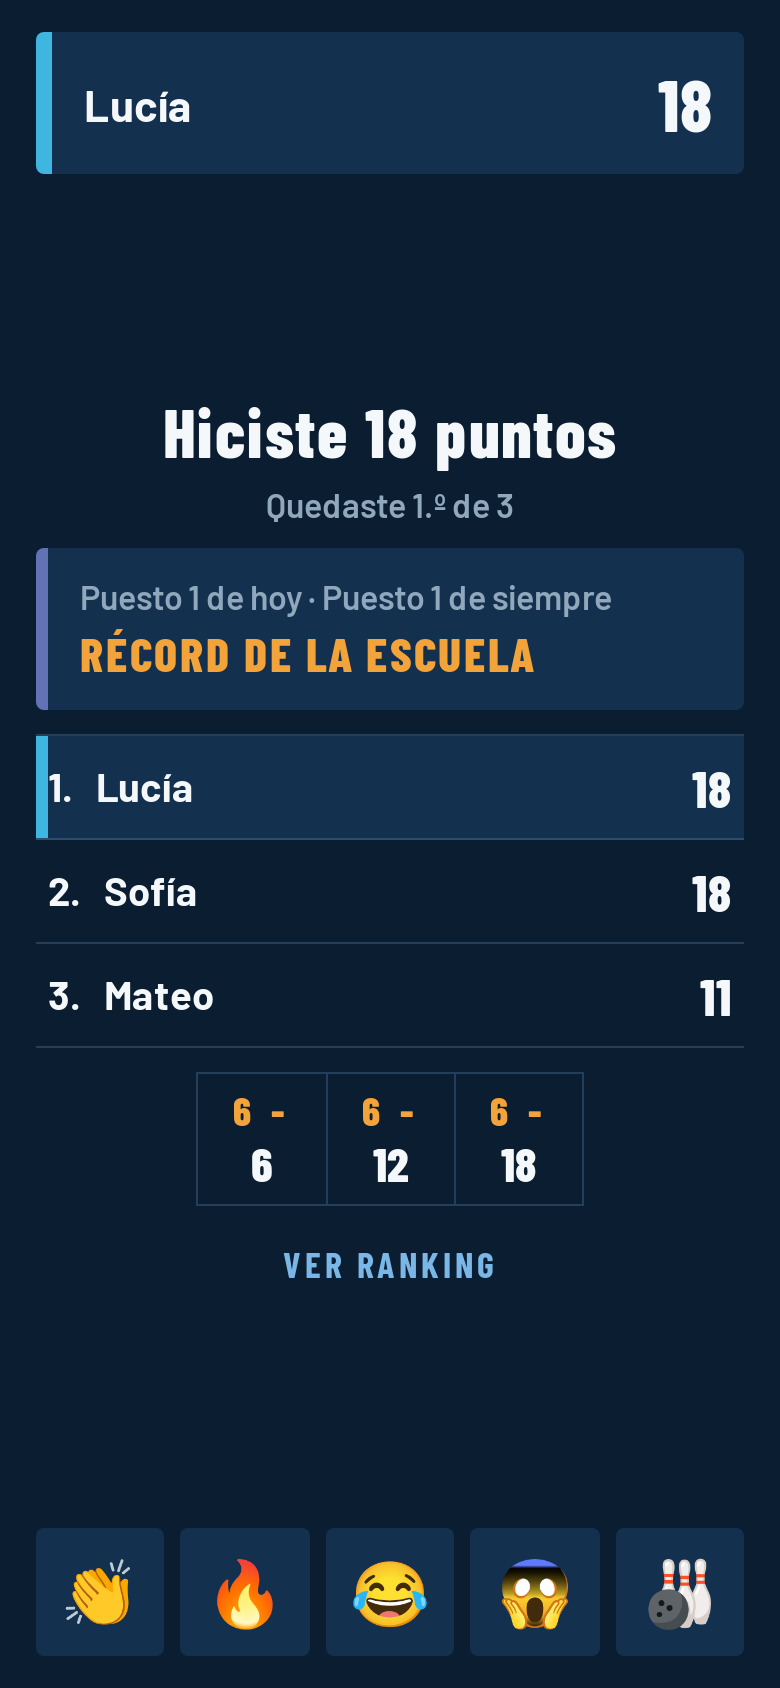 Lucía 18
Hiciste 18 puntos
Quedaste 1.º de 3
Puesto 1 de hoy · Puesto 1 de siempre
RÉCORD DE LA ESCUELA
1. Lucía 18
2. Sofía 18
3. Mateo 11
6 - 6 - 6 -
6 12 18
VER RANKING